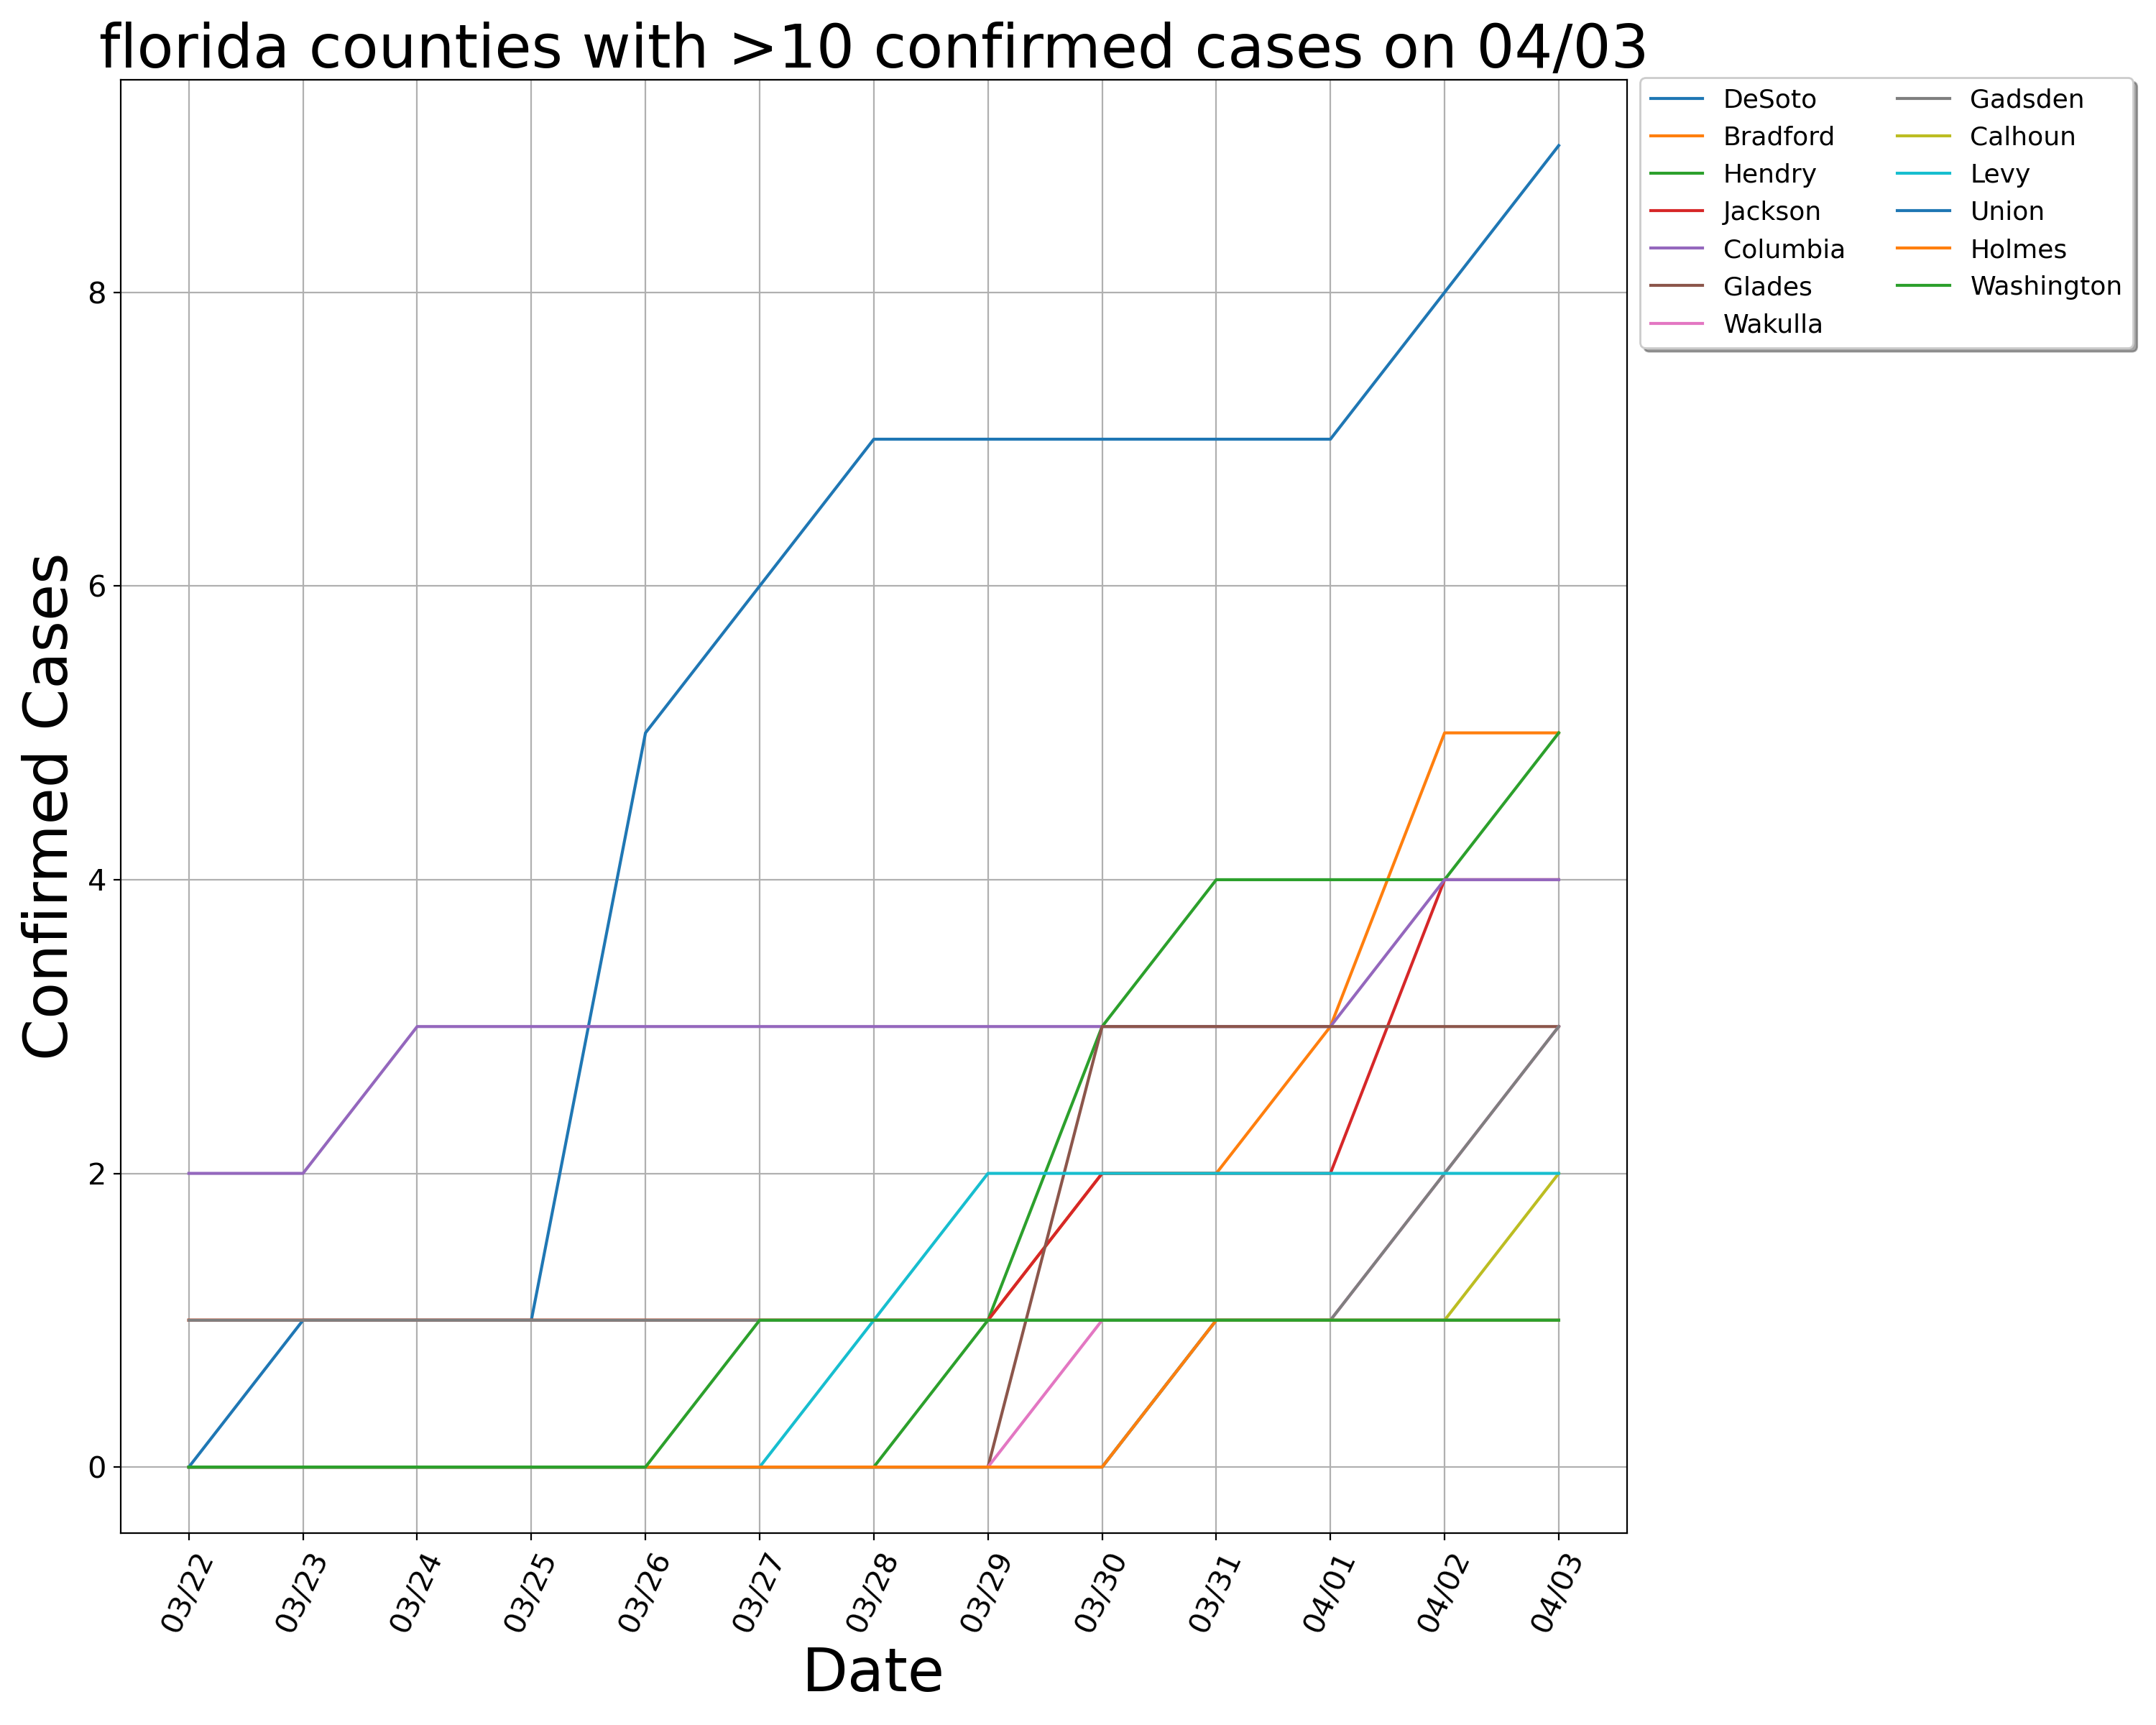 florida counties with >10 confirmed cases on 04/03
DeSoto
Bradford
Hendry
Jackson
Columbia
Glades
Wakulla
Gadsden
Calhoun
Levy
Union
Holmes
Washington
Confirmed Cases
8
6
4
2
0
03/22
03/23
03/24
03/25
03/26
03/27
03/28
03/29
03/30
03/31
04/01
04/02
04/03
Date